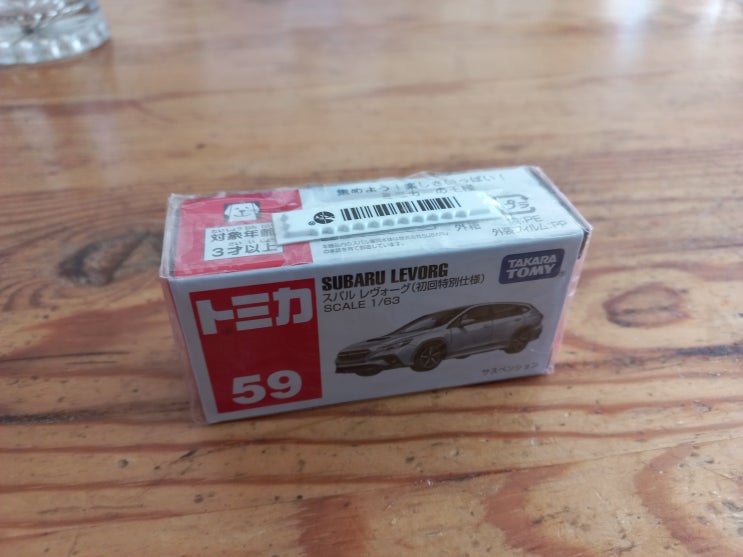 集めよう!楽しさいっぱい!
対象年齢
3才以上
外箱
外装フィルム:PP
SUBARU LEVORG
スバル レヴォーグ(初回特別仕様)
SCALE 1/63
TAKARA
TOMY
トミカ
59
サスペンション